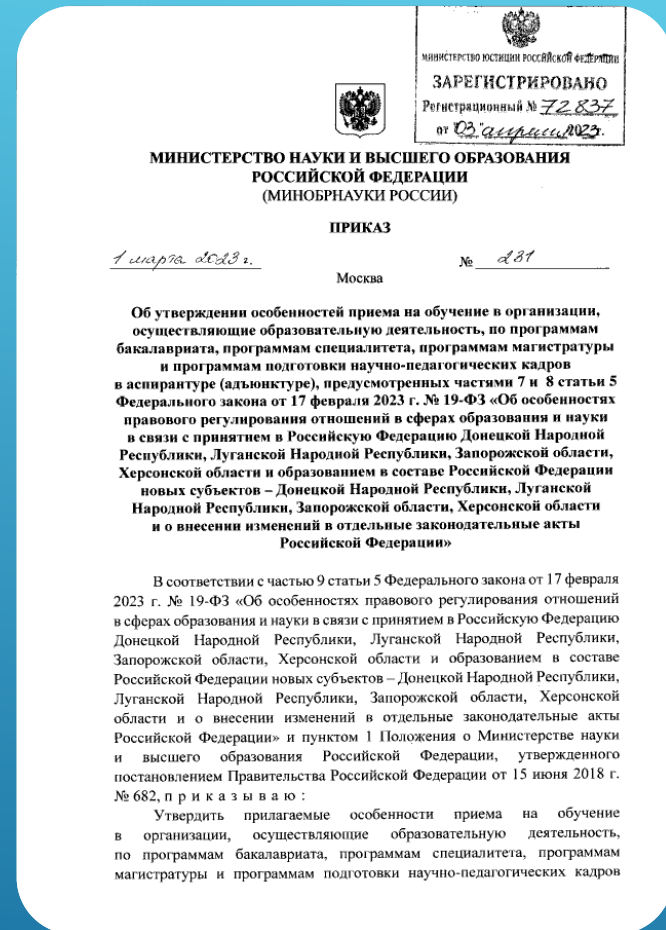 МИНИСТЕРСТВО ЮСТИЦИИ РОССИЙСКОЙ ФЕДЕРАЦИИ
ЗАРЕГИСТРИРОВАНО
Регистрационный № 72837
от "03" апреля 2023г.
МИНИСТЕРСТВО НАУКИ И ВЫСШЕГО ОБРАЗОВАНИЯ
РОССИЙСКОЙ ФЕДЕРАЦИИ
(МИНОБРНАУКИ РОССИИ)
ПРИКАЗ
1 марта 2023 г. № 231
Москва
Об утверждении особенностей приема на обучение в организации,
осуществляющие образовательную деятельность, по программам
бакалавриата, программам специалитета, программам магистратуры
и программам подготовки научно-педагогических кадров
в аспирантуре (адъюнктуре), предусмотренных частями 7 и 8 статьи 5
Федерального закона от 17 февраля 2023 г. № 19-ФЗ «Об особенностях
правового регулирования отношений в сферах образования и науки
в связи с принятием в Российскую Федерацию Донецкой Народной
Республики, Луганской Народной Республики, Запорожской области,
Херсонской области и образованием в составе Российской Федерации
новых субъектов – Донецкой Народной Республики, Луганской
Народной Республики, Запорожской области, Херсонской области
и о внесении изменений в отдельные законодательные акты
Российской Федерации»
В соответствии с частью 9 статьи 5 Федерального закона от 17 февраля
2023 г. № 19-ФЗ «Об особенностях правового регулирования отношений
в сферах образования и науки в связи с принятием в Российскую Федерацию
Донецкой Народной Республики, Луганской Народной Республики,
Запорожской области, Херсонской области и образованием в составе
Российской Федерации новых субъектов – Донецкой Народной Республики,
Луганской Народной Республики, Запорожской области, Херсонской
области и о внесении изменений в отдельные законодательные акты
Российской Федерации» и пунктом 1 Положения о Министерстве науки
и высшего образования Российской Федерации, утвержденного
постановлением Правительства Российской Федерации от 15 июня 2018 г.
№ 682, п р и к а з ы в а ю :
Утвердить прилагаемые особенности приема на обучение
в организации, осуществляющие образовательную деятельность,
по программам бакалавриата, программам специалитета, программам
магистратуры и программам подготовки научно-педагогических кадров